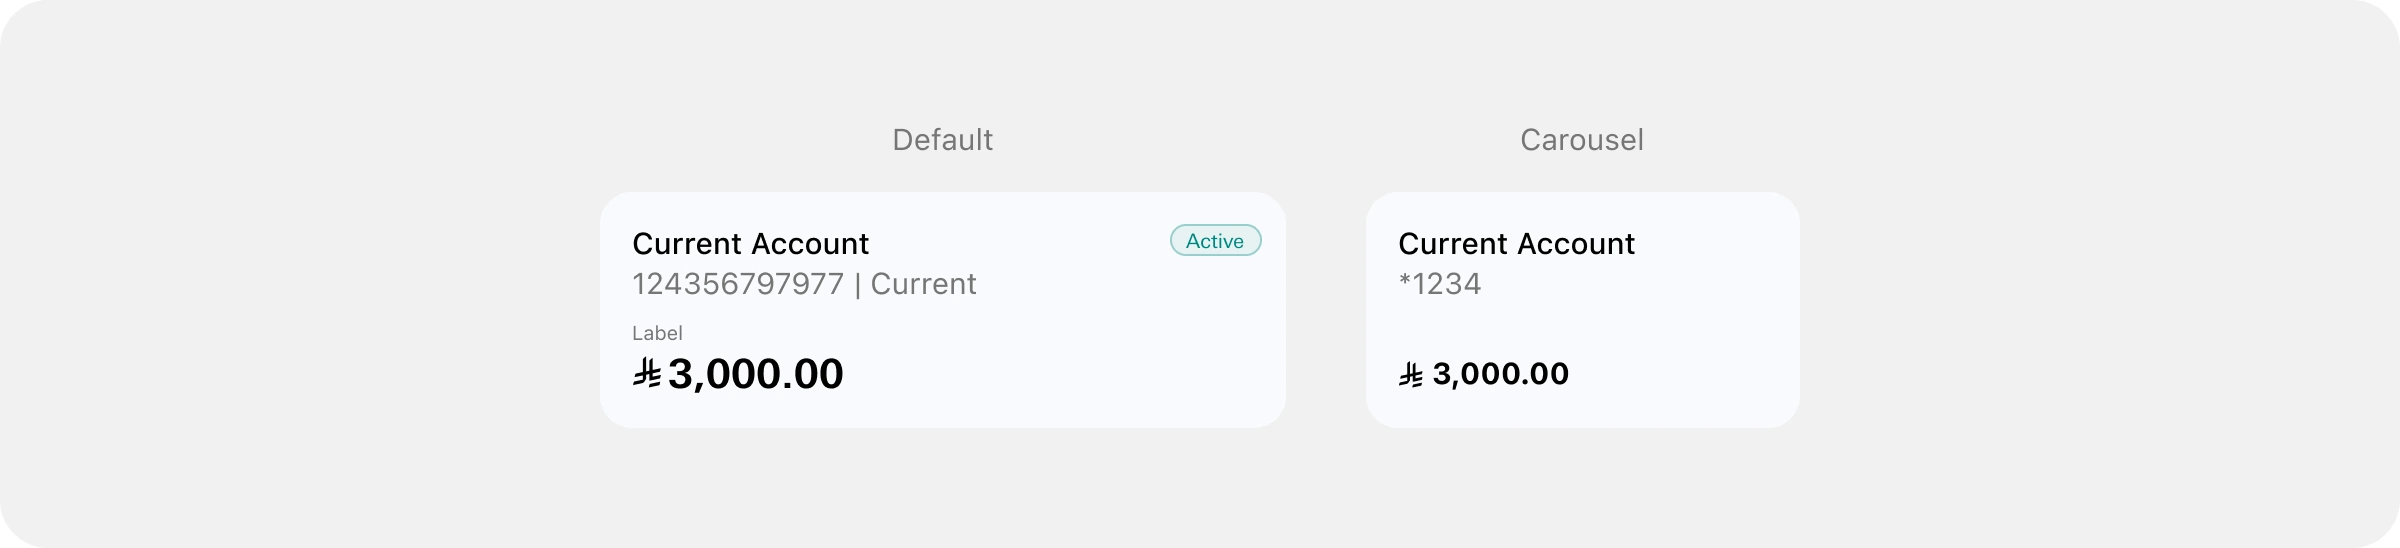 Default
Current Account
Active
124356797977 | Current
Label
⃁ 3,000.00
Carousel
Current Account
*1234
⃁ 3,000.00